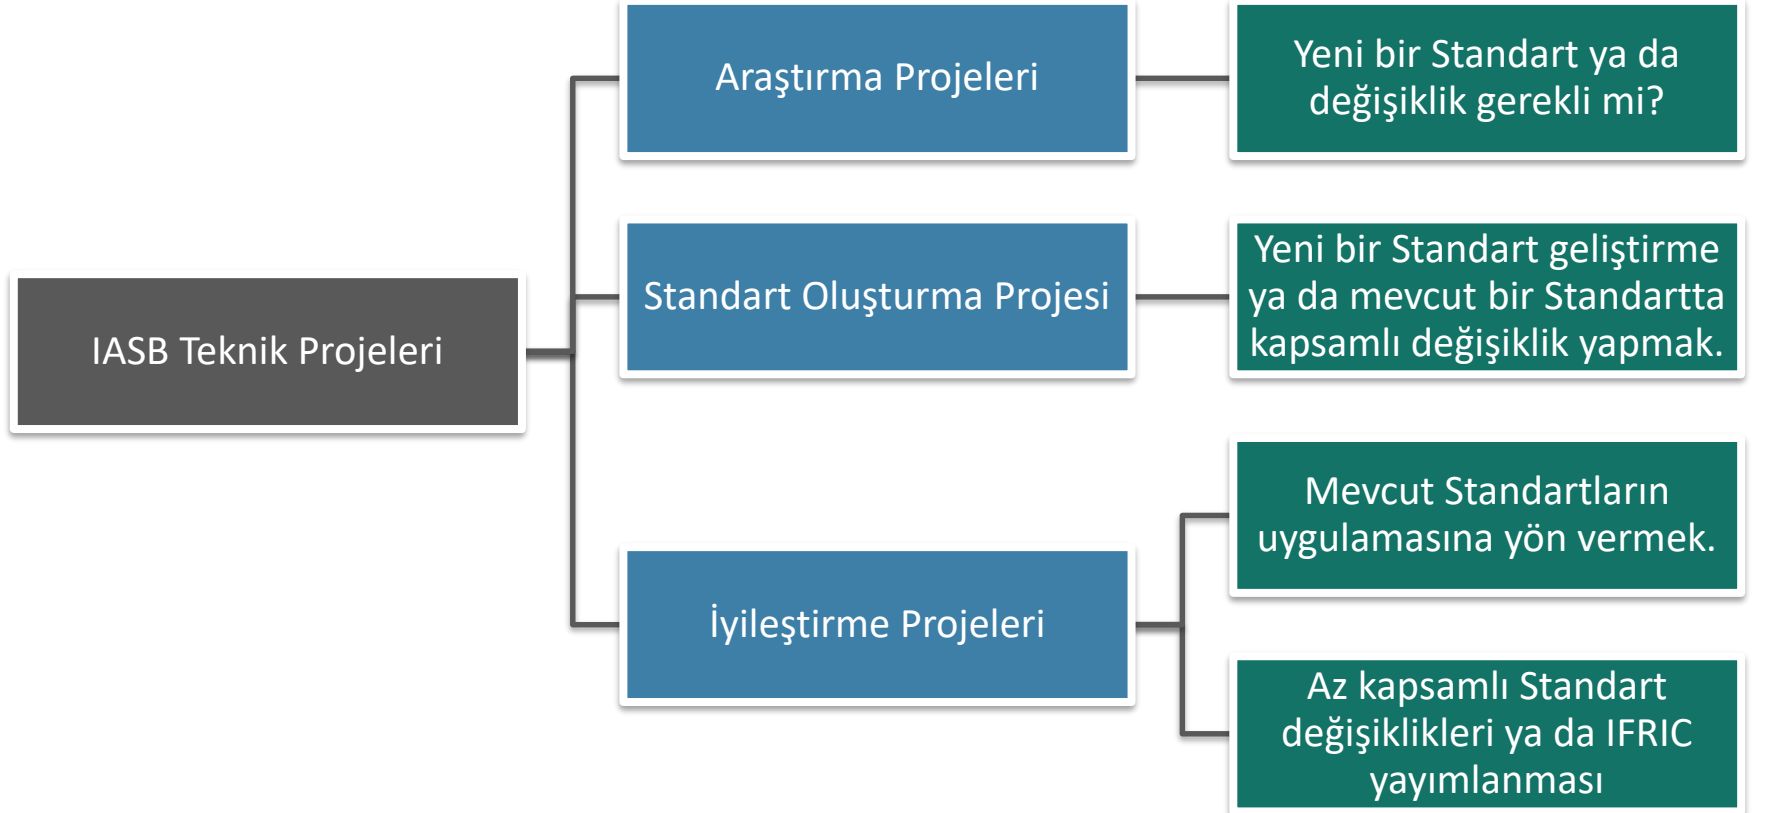 IASB Teknik Projeleri
Araştırma Projeleri
Yeni bir Standart ya da
değişiklik gerekli mi?
Standart Oluşturma Projesi
Yeni bir Standart geliştirme
ya da mevcut bir Standartta
kapsamlı değişiklik yapmak.
İyileştirme Projeleri
Mevcut Standartların
uygulamasına yön vermek.
Az kapsamlı Standart
değişiklikleri ya da IFRIC
yayımlanması